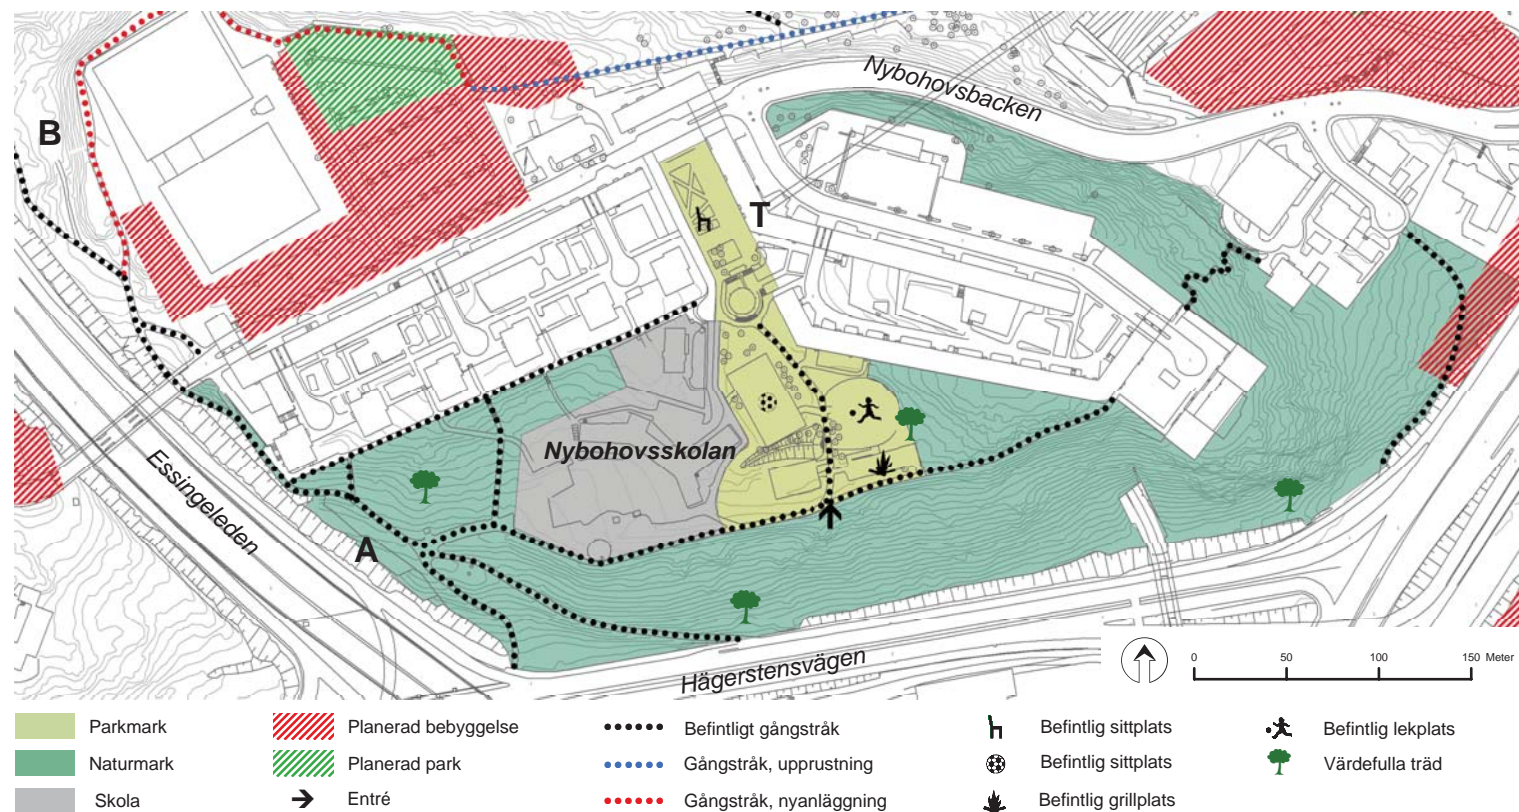 Nybohovsbacken
B
T
Nybohovsskolan
Essingeleden
A
Hägerstensvägen
0 50 100 150 Meter
Parkmark
Planerad bebyggelse
Befintligt gångstråk
Befintlig sittplats
Befintlig lekplats
Naturmark
Planerad park
Gångstråk, upprustning
Befintlig sittplats
Värdefulla träd
Skola
Entré
Gångstråk, nyanläggning
Befintlig grillplats